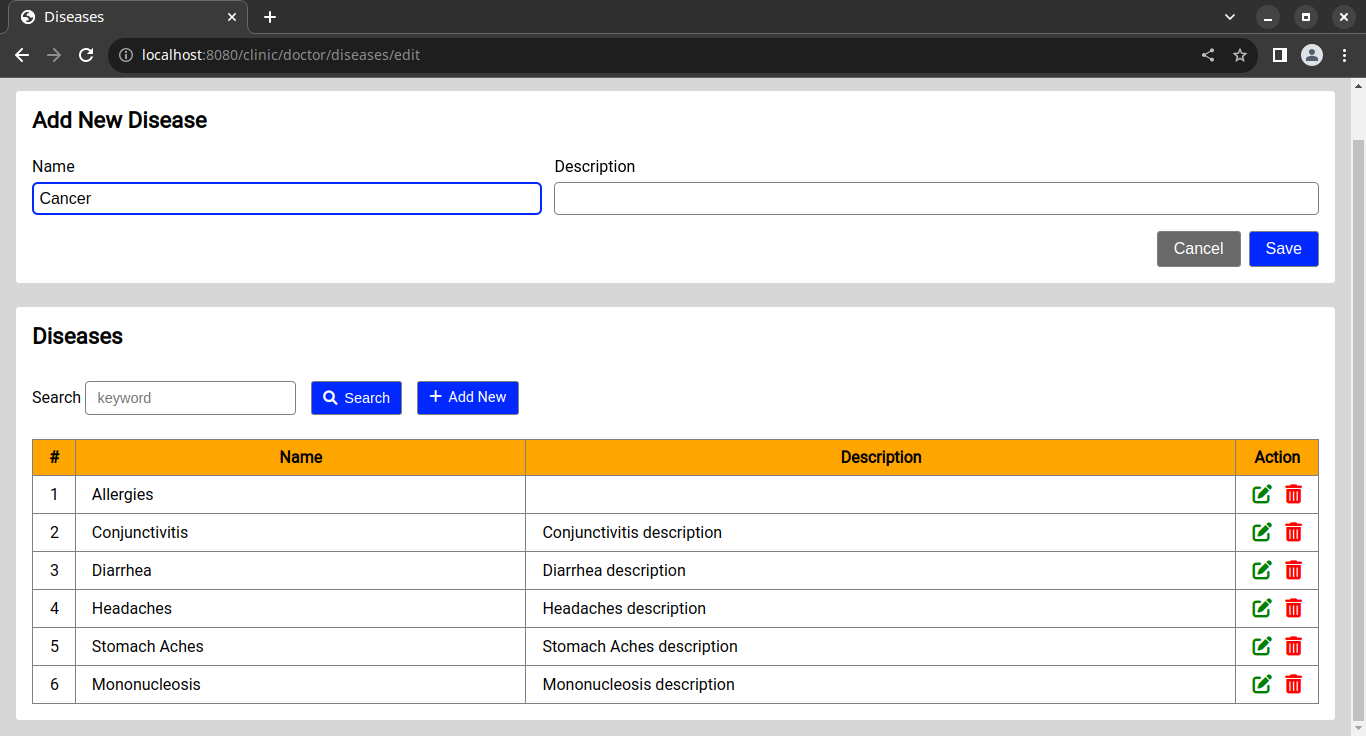 Diseases
localhost:8080/clinic/doctor/diseases/edit
Add New Disease
Name Description
Cancer
Cancel Save
Diseases
Search keyword Search Add New
# Name Description Action
1 Allergies
2 Conjunctivitis Conjunctivitis description
3 Diarrhea Diarrhea description
4 Headaches Headaches description
5 Stomach Aches Stomach Aches description
6 Mononucleosis Mononucleosis description